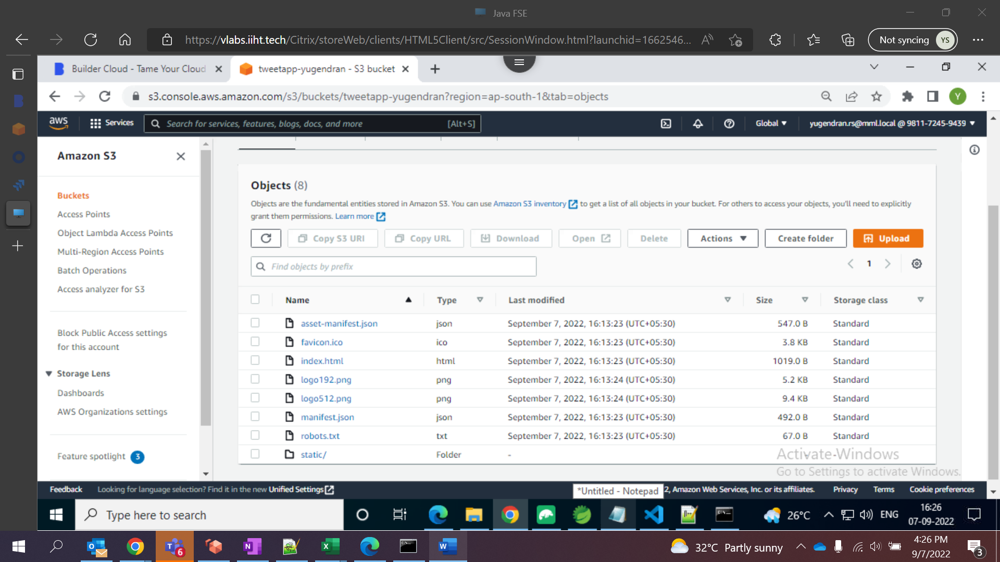 Java FSE
https://vlabs.iiht.tech/Citrix/storeWeb/clients/HTML5Client/src/SessionWindow.html?launchid=1662546...
Not syncing YS
Builder Cloud - Tame Your Cloud
tweetapp-yugendran - S3 bucket
s3.console.aws.amazon.com/s3/buckets/tweetapp-yugendran?region=ap-south-1&tab=objects
Y
aws Services Search for services, features, blogs, docs, and more [Alt+S] Global yugendran.rs@mml.local @ 9811-7245-9439
Amazon S3
Buckets
Access Points
Object Lambda Access Points
Multi-Region Access Points
Batch Operations
Access analyzer for S3
Block Public Access settings
for this account
Storage Lens
Dashboards
AWS Organizations settings
Feature spotlight 3
Objects (8)
Objects are the fundamental entities stored in Amazon S3. You can use Amazon S3 inventory to get a list of all objects in your bucket. For others to access your objects, you'll need to explicitly
grant them permissions. Learn more
Copy S3 URI Copy URL Download Open Delete Actions Create folder Upload
Find objects by prefix 1
Name Type Last modified Size Storage class
asset-manifest.json json September 7, 2022, 16:13:23 (UTC+05:30) 547.0 B Standard
favicon.ico ico September 7, 2022, 16:13:23 (UTC+05:30) 3.8 KB Standard
index.html html September 7, 2022, 16:13:23 (UTC+05:30) 1019.0 B Standard
logo192.png png September 7, 2022, 16:13:24 (UTC+05:30) 5.2 KB Standard
logo512.png png September 7, 2022, 16:13:24 (UTC+05:30) 9.4 KB Standard
manifest.json json September 7, 2022, 16:13:23 (UTC+05:30) 492.0 B Standard
robots.txt txt September 7, 2022, 16:13:23 (UTC+05:30) 67.0 B Standard
static/ Folder - - -
Activate Windows
Go to Settings to activate Windows.
Feedback Looking for language selection? Find it in the new Unified Settings *Untitled - Notepad 2, Amazon Web Services, Inc. or its affiliates. Privacy Terms Cookie preferences
Type here to search
26°C ENG
16:26
07-09-2022
6
32°C Partly sunny
4:26 PM
9/7/2022
3